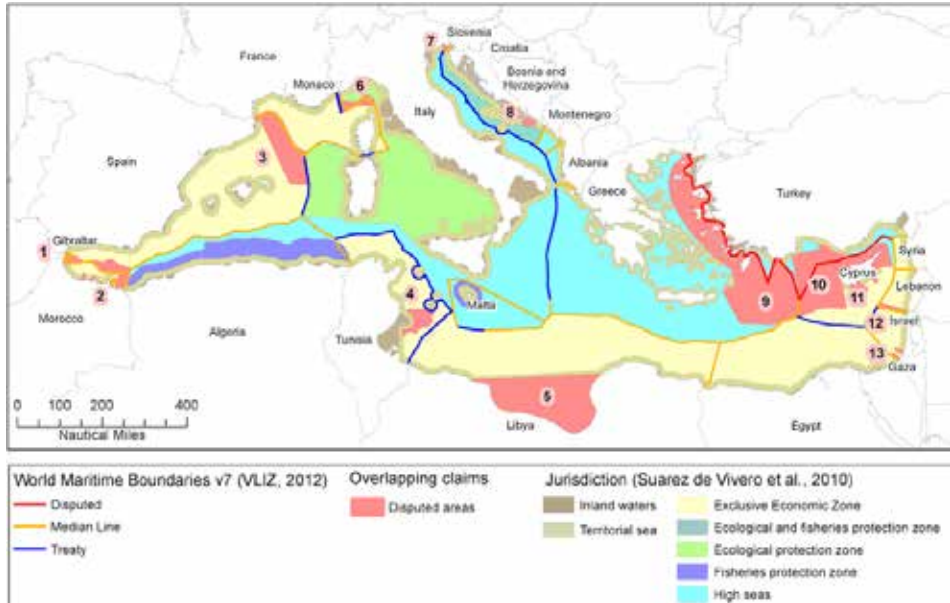 7
Slovenia
France
Croatia
Monaco
6
Bosnia and
Herzegovina
Italy
8
Montenegro
3
Spain
Albania
Greece
Turkey
Gibraltar
1
Syria
Cyprus
2
4
Malta
9
10
11
Lebanon
Morocco
12
Israel
Algeria
Tunisia
13
Gaza
0 100 200 400
Nautical Miles
5
Libya
Egypt
World Maritime Boundaries v7 (VLIZ, 2012)
Disputed
Median Line
Treaty
Overlapping claims
Disputed areas
Jurisdiction (Suarez de Vivero et al., 2010)
Inland waters
Territorial sea
Exclusive Economic Zone
Ecological and fisheries protection zone
Ecological protection zone
Fisheries protection zone
High seas